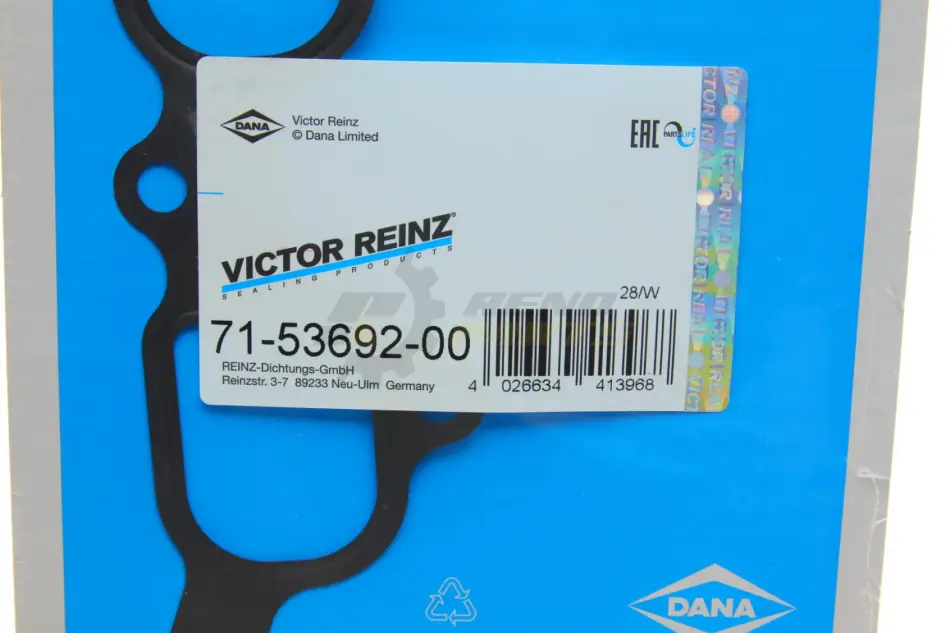 DANA
Victor Reinz
© Dana Limited
EAC
PARTSLIFE
VICTOR REINZ®
SEALING PRODUCTS
28/W
71-53692-00
REINZ-Dichtungs-GmbH
Reinzstr. 3-7 89233 Neu-Ulm Germany
4 026634 413968
DANA